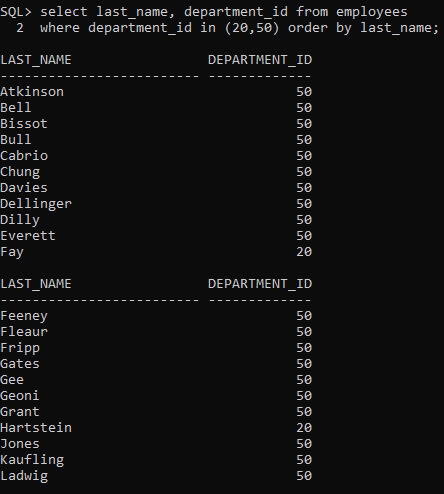 SQL> select last_name, department_id from employees
  2  where department_id in (20,50) order by last_name;
LAST_NAME                 DEPARTMENT_ID
------------------------- -------------
Atkinson                             50
Bell                                 50
Bissot                               50
Bull                                 50
Cabrio                               50
Chung                                50
Davies                               50
Dellinger                            50
Dilly                                50
Everett                              50
Fay                                  20
LAST_NAME                 DEPARTMENT_ID
------------------------- -------------
Feeney                               50
Fleaur                               50
Fripp                                50
Gates                                50
Gee                                  50
Geoni                                50
Grant                                50
Hartstein                            20
Jones                                50
Kaufling                             50
Ladwig                               50